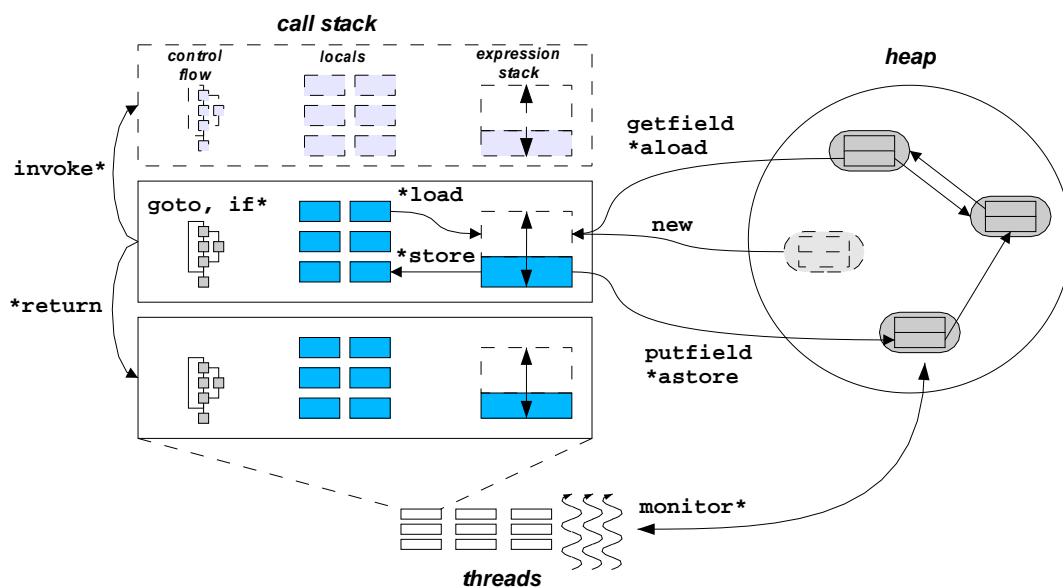 call stack
control
flow
locals
expression
stack
heap
getfield
*aload
invoke*
*load
goto, if*
new
*store
*return
putfield
*astore
monitor*
threads